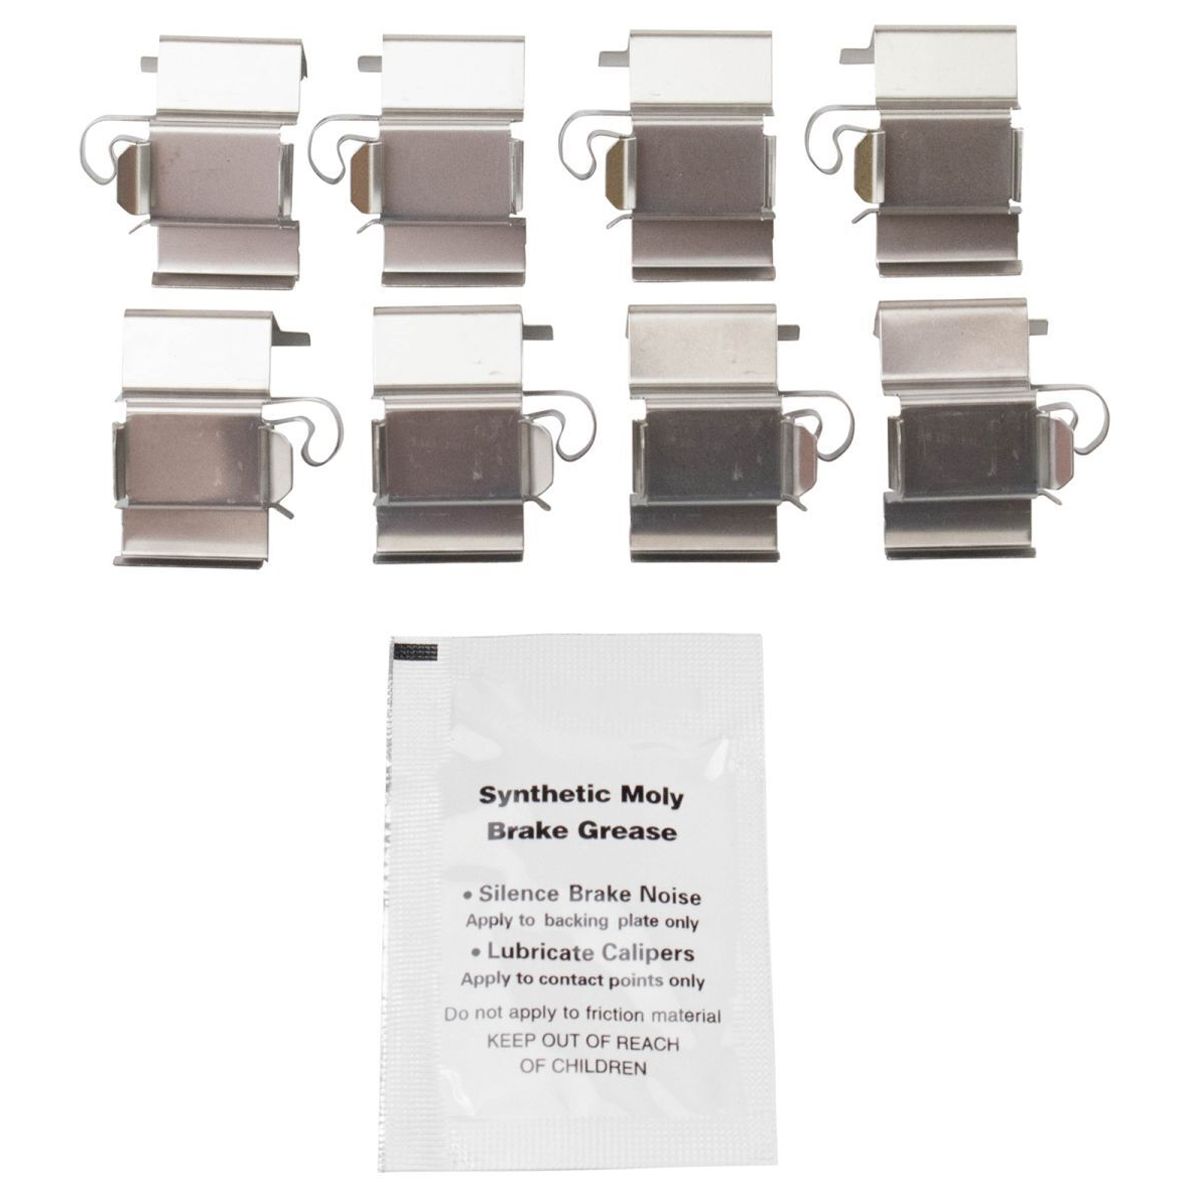 Synthetic Moly
Brake Grease
• Silence Brake Noise
Apply to backing plate only
• Lubricate Calipers
Apply to contact points only
Do not apply to friction material
KEEP OUT OF REACH
OF CHILDREN